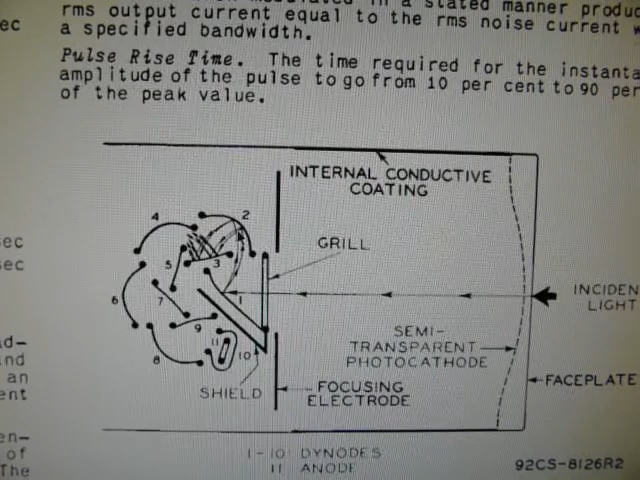 rms output current equal to the rms noise current
a specified bandwidth.
Pulse Rise Time. The time required for the instanta
amplitude of the pulse to go from 10 per cent to 90 per
of the peak value.
ec
INTERNAL CONDUCTIVE
COATING
4
2
GRILL
sec
sec
5
3
6
7
1
INCIDEN
LIGHT
9
SEMI-
TRANSPARENT
PHOTOCATHODE
8
11
10
SHIELD
FOCUSING
ELECTRODE
FACEPLATE
ad-
and
an
ent
en-
of
The
1-10: DYNODES
11: ANODE
92CS-8126R2